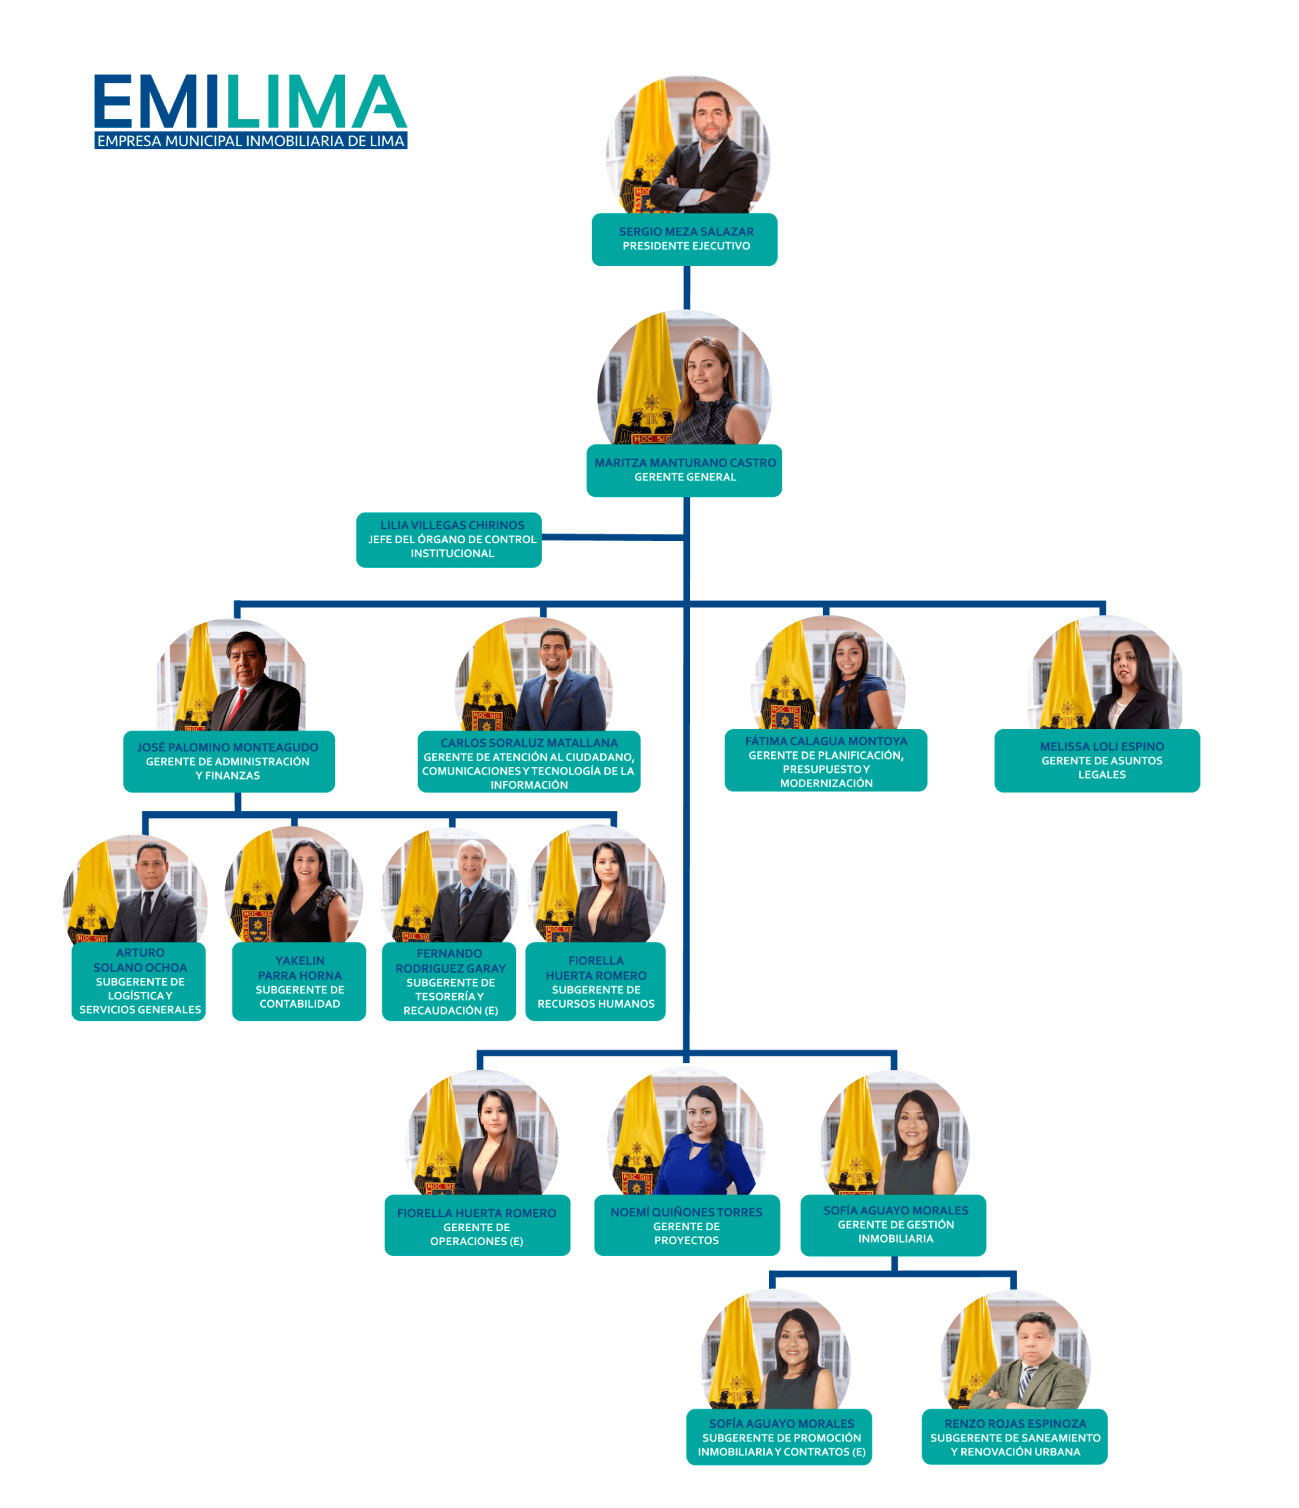 EMILIMA
EMPRESA MUNICIPAL INMOBILIARIA DE LIMA
SERGIO MEZA SALAZAR
PRESIDENTE EJECUTIVO
HOC SIG
MARITZA MANTURANO CASTRO
GERENTE GENERAL
LILIA VILLEGAS CHIRINOS
JEFE DEL ÓRGANO DE CONTROL
INSTITUCIONAL
JOSÉ PALOMINO MONTEAGUDO
GERENTE DE ADMINISTRACIÓN
Y FINANZAS
CARLOS SORALUZ MATALLANA
GERENTE DE ATENCIÓN AL CIUDADANO,
COMUNICACIONES Y TECNOLOGÍA DE LA
INFORMACIÓN
FÁTIMA CALAGUA MONTOYA
GERENTE DE PLANIFICACIÓN,
PRESUPUESTO Y
MODERNIZACIÓN
MELISSA LOLI ESPINO
GERENTE DE ASUNTOS
LEGALES
ARTURO
SOLANO OCHOA
SUBGERENTE DE
LOGÍSTICA Y
SERVICIOS GENERALES
YAKELIN
PARRA HORNA
SUBGERENTE DE
CONTABILIDAD
FERNANDO
RODRIGUEZ GARAY
SUBGERENTE DE
TESORERÍA Y
RECAUDACIÓN (E)
FIORELLA
HUERTA ROMERO
SUBGERENTE DE
RECURSOS HUMANOS
FIORELLA HUERTA ROMERO
GERENTE DE
OPERACIONES (E)
NOEMÍ QUIÑONES TORRES
GERENTE DE
PROYECTOS
SOFÍA AGUAYO MORALES
GERENTE DE GESTIÓN
INMOBILIARIA
SOFÍA AGUAYO MORALES
SUBGERENTE DE PROMOCIÓN
INMOBILIARIA Y CONTRATOS (E)
RENZO ROJAS ESPINOZA
SUBGERENTE DE SANEAMIENTO
Y RENOVACIÓN URBANA